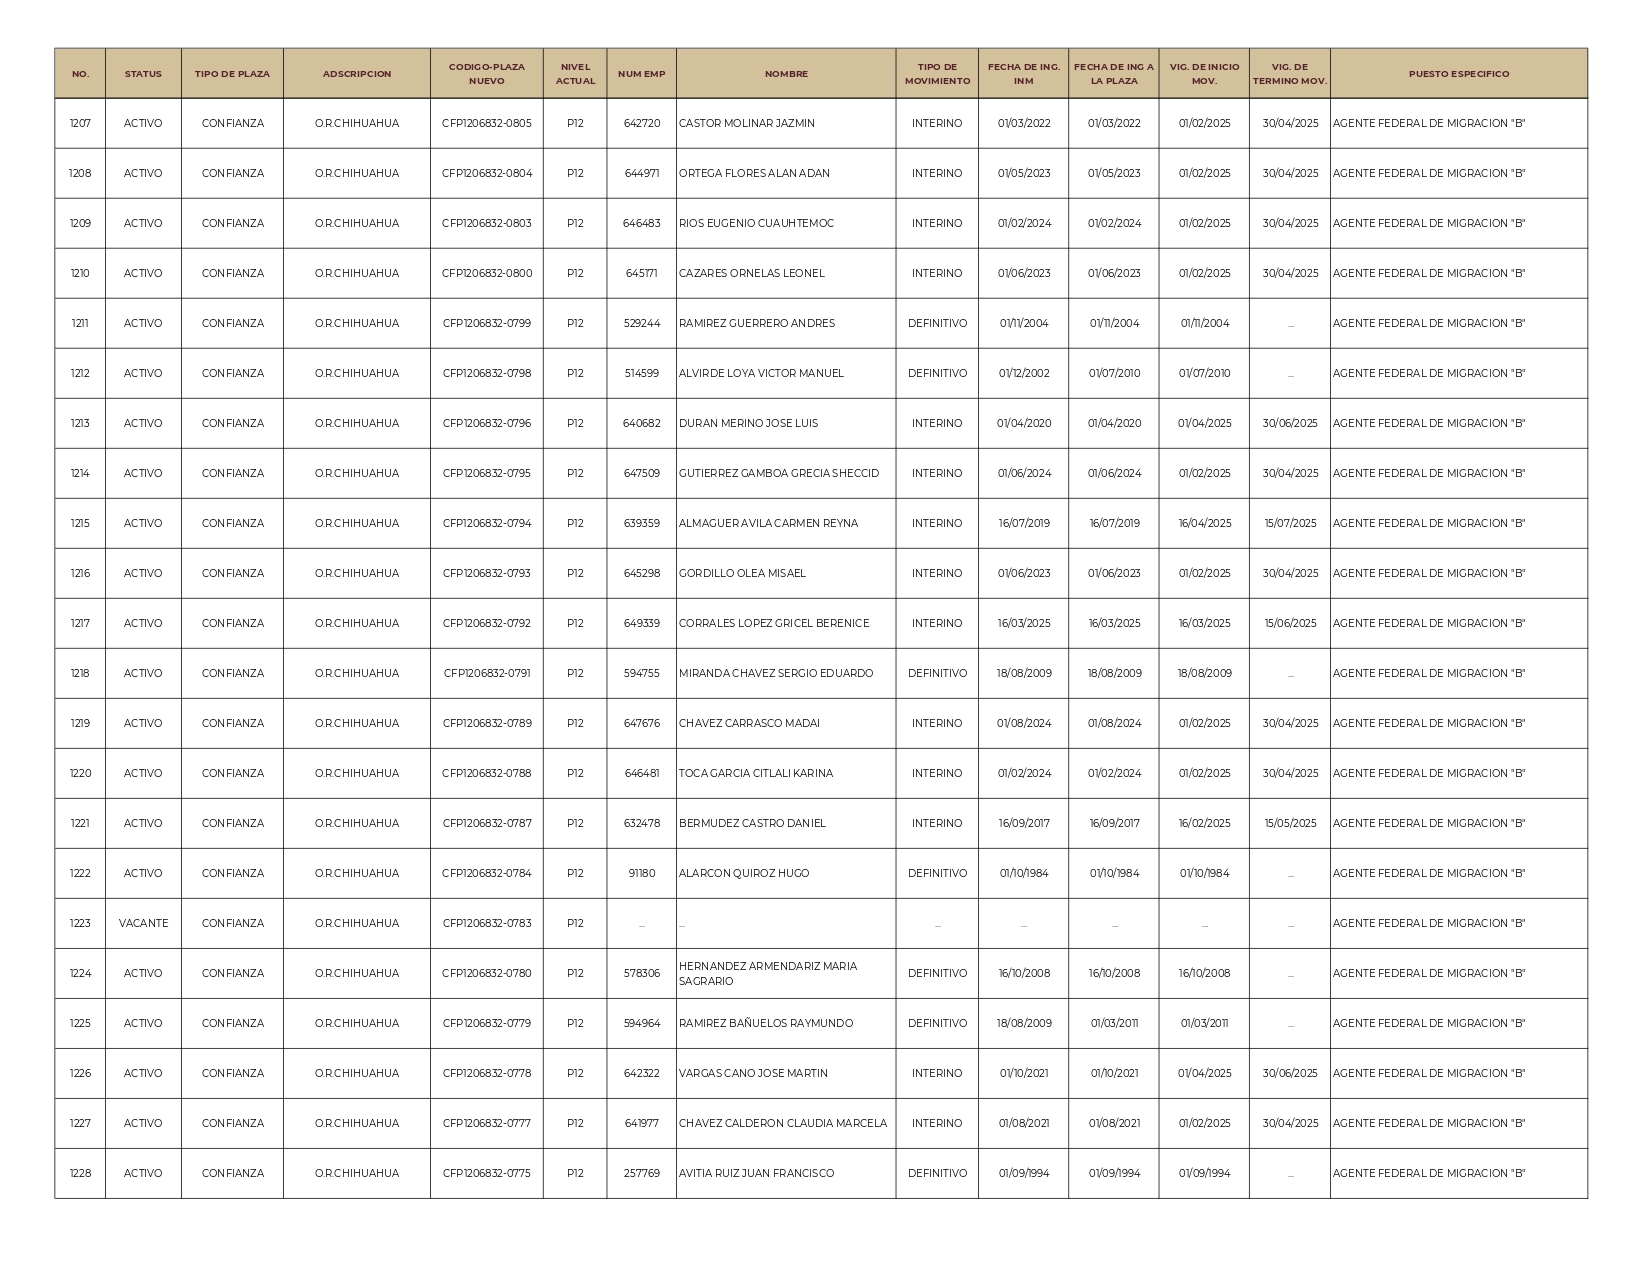 NO. STATUS TIPO DE PLAZA ADSCRIPCION CODIGO-PLAZA NUEVO NIVEL ACTUAL NUM EMP NOMBRE TIPO DE MOVIMIENTO FECHA DE ING. INM FECHA DE ING A LA PLAZA VIG. DE INICIO MOV. VIG. DE TERMINO MOV. PUESTO ESPECIFICO
1207 ACTIVO CONFIANZA O.R.CHIHUAHUA CFP1206832-0805 P12 642720 CASTOR MOLINAR JAZMIN INTERINO 01/03/2022 01/03/2022 01/02/2025 30/04/2025 AGENTE FEDERAL DE MIGRACION "B"
1208 ACTIVO CONFIANZA O.R.CHIHUAHUA CFP1206832-0804 P12 644971 ORTEGA FLORES ALAN ADAN INTERINO 01/05/2023 01/05/2023 01/02/2025 30/04/2025 AGENTE FEDERAL DE MIGRACION "B"
1209 ACTIVO CONFIANZA O.R.CHIHUAHUA CFP1206832-0803 P12 646483 RIOS EUGENIO CUAUHTEMOC INTERINO 01/02/2024 01/02/2024 01/02/2025 30/04/2025 AGENTE FEDERAL DE MIGRACION "B"
1210 ACTIVO CONFIANZA O.R.CHIHUAHUA CFP1206832-0800 P12 645171 CAZARES ORNELAS LEONEL INTERINO 01/06/2023 01/06/2023 01/02/2025 30/04/2025 AGENTE FEDERAL DE MIGRACION "B"
1211 ACTIVO CONFIANZA O.R.CHIHUAHUA CFP1206832-0799 P12 529244 RAMIREZ GUERRERO ANDRES DEFINITIVO 01/11/2004 01/11/2004 01/11/2004 ... AGENTE FEDERAL DE MIGRACION "B"
1212 ACTIVO CONFIANZA O.R.CHIHUAHUA CFP1206832-0798 P12 514599 ALVIRDE LOYA VICTOR MANUEL DEFINITIVO 01/12/2002 01/07/2010 01/07/2010 ... AGENTE FEDERAL DE MIGRACION "B"
1213 ACTIVO CONFIANZA O.R.CHIHUAHUA CFP1206832-0796 P12 640682 DURAN MERINO JOSE LUIS INTERINO 01/04/2020 01/04/2020 01/04/2025 30/06/2025 AGENTE FEDERAL DE MIGRACION "B"
1214 ACTIVO CONFIANZA O.R.CHIHUAHUA CFP1206832-0795 P12 647509 GUTIERREZ GAMBOA GRECIA SHECCID INTERINO 01/06/2024 01/06/2024 01/02/2025 30/04/2025 AGENTE FEDERAL DE MIGRACION "B"
1215 ACTIVO CONFIANZA O.R.CHIHUAHUA CFP1206832-0794 P12 639359 ALMAGUER AVILA CARMEN REYNA INTERINO 16/07/2019 16/07/2019 16/04/2025 15/07/2025 AGENTE FEDERAL DE MIGRACION "B"
1216 ACTIVO CONFIANZA O.R.CHIHUAHUA CFP1206832-0793 P12 645298 GORDILLO OLEA MISAEL INTERINO 01/06/2023 01/06/2023 01/02/2025 30/04/2025 AGENTE FEDERAL DE MIGRACION "B"
1217 ACTIVO CONFIANZA O.R.CHIHUAHUA CFP1206832-0792 P12 649339 CORRALES LOPEZ GRICEL BERENICE INTERINO 16/03/2025 16/03/2025 16/03/2025 15/06/2025 AGENTE FEDERAL DE MIGRACION "B"
1218 ACTIVO CONFIANZA O.R.CHIHUAHUA CFP1206832-0791 P12 594755 MIRANDA CHAVEZ SERGIO EDUARDO DEFINITIVO 18/08/2009 18/08/2009 18/08/2009 ... AGENTE FEDERAL DE MIGRACION "B"
1219 ACTIVO CONFIANZA O.R.CHIHUAHUA CFP1206832-0789 P12 647676 CHAVEZ CARRASCO MADAI INTERINO 01/08/2024 01/08/2024 01/02/2025 30/04/2025 AGENTE FEDERAL DE MIGRACION "B"
1220 ACTIVO CONFIANZA O.R.CHIHUAHUA CFP1206832-0788 P12 646481 TOCA GARCIA CITLALI KARINA INTERINO 01/02/2024 01/02/2024 01/02/2025 30/04/2025 AGENTE FEDERAL DE MIGRACION "B"
1221 ACTIVO CONFIANZA O.R.CHIHUAHUA CFP1206832-0787 P12 632478 BERMUDEZ CASTRO DANIEL INTERINO 16/09/2017 16/09/2017 16/02/2025 15/05/2025 AGENTE FEDERAL DE MIGRACION "B"
1222 ACTIVO CONFIANZA O.R.CHIHUAHUA CFP1206832-0784 P12 91180 ALARCON QUIROZ HUGO DEFINITIVO 01/10/1984 01/10/1984 01/10/1984 ... AGENTE FEDERAL DE MIGRACION "B"
1223 VACANTE CONFIANZA O.R.CHIHUAHUA CFP1206832-0783 P12 ... ... ... ... ... ... ... AGENTE FEDERAL DE MIGRACION "B"
1224 ACTIVO CONFIANZA O.R.CHIHUAHUA CFP1206832-0780 P12 578306 HERNANDEZ ARMENDARIZ MARIA SAGRARIO DEFINITIVO 16/10/2008 16/10/2008 16/10/2008 ... AGENTE FEDERAL DE MIGRACION "B"
1225 ACTIVO CONFIANZA O.R.CHIHUAHUA CFP1206832-0779 P12 594964 RAMIREZ BAÑUELOS RAYMUNDO DEFINITIVO 18/08/2009 01/03/2011 01/03/2011 ... AGENTE FEDERAL DE MIGRACION "B"
1226 ACTIVO CONFIANZA O.R.CHIHUAHUA CFP1206832-0778 P12 642322 VARGAS CANO JOSE MARTIN INTERINO 01/10/2021 01/10/2021 01/04/2025 30/06/2025 AGENTE FEDERAL DE MIGRACION "B"
1227 ACTIVO CONFIANZA O.R.CHIHUAHUA CFP1206832-0777 P12 641977 CHAVEZ CALDERON CLAUDIA MARCELA INTERINO 01/08/2021 01/08/2021 01/02/2025 30/04/2025 AGENTE FEDERAL DE MIGRACION "B"
1228 ACTIVO CONFIANZA O.R.CHIHUAHUA CFP1206832-0775 P12 257769 AVITIA RUIZ JUAN FRANCISCO DEFINITIVO 01/09/1994 01/09/1994 01/09/1994 ... AGENTE FEDERAL DE MIGRACION "B"